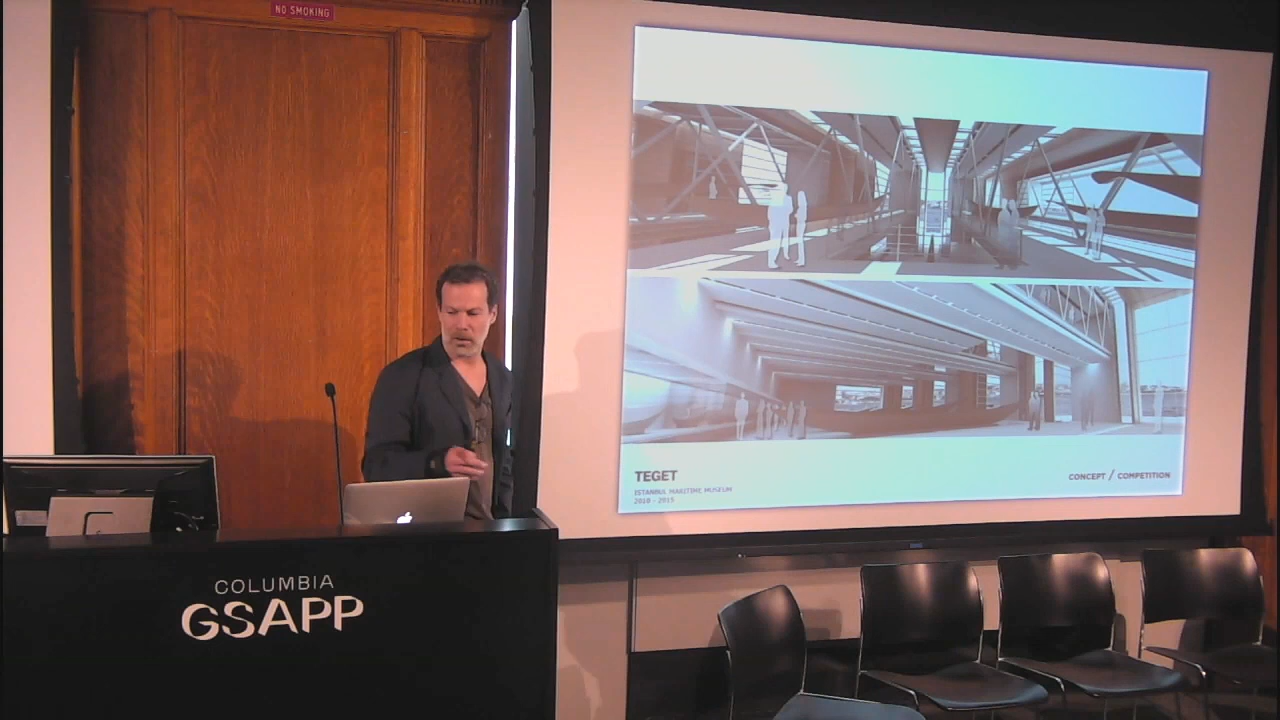 NO SMOKING
TEGET
ISTANBUL MARITIME MUSEUM
2010 - 2015
CONCEPT / COMPETITION
COLUMBIA
GSAPP